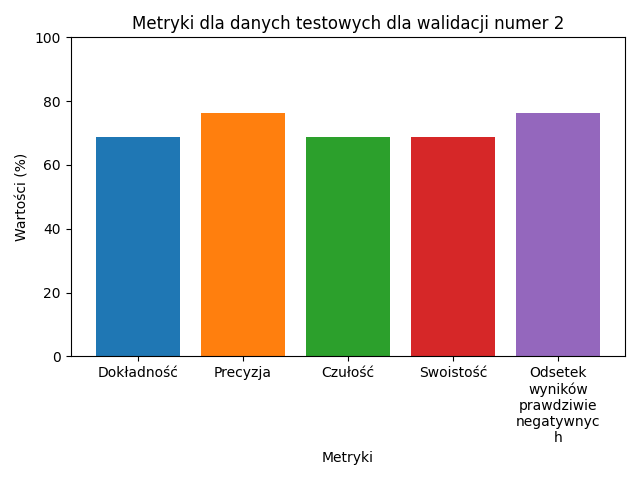 Metryki dla danych testowych dla walidacji numer 2
100
80
60
40
20
0
Wartości (%)
Dokładność
Precyzja
Czułość
Swoistość
Odsetek
wyników
prawdziwie
negatywnyc
h
Metryki